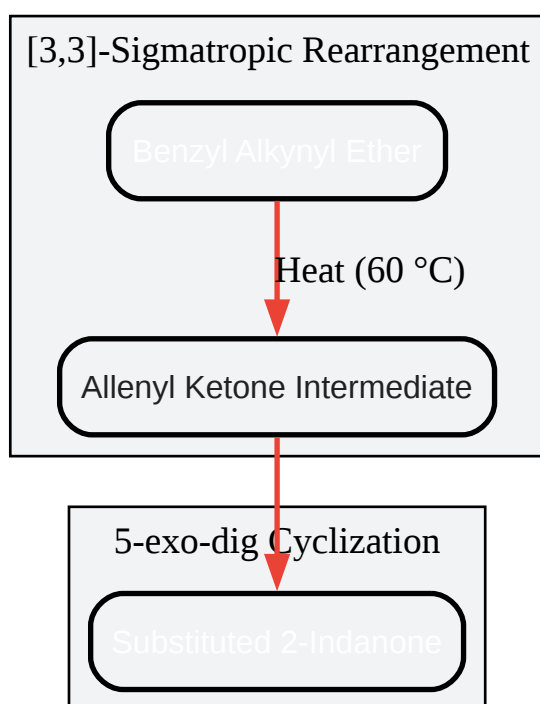 [3,3]-Sigmatropic Rearrangement
Benzyl Alkynyl Ether
Heat (60 °C)
Allenyl Ketone Intermediate
5-exo-dig Cyclization
Substituted 2-Indanone